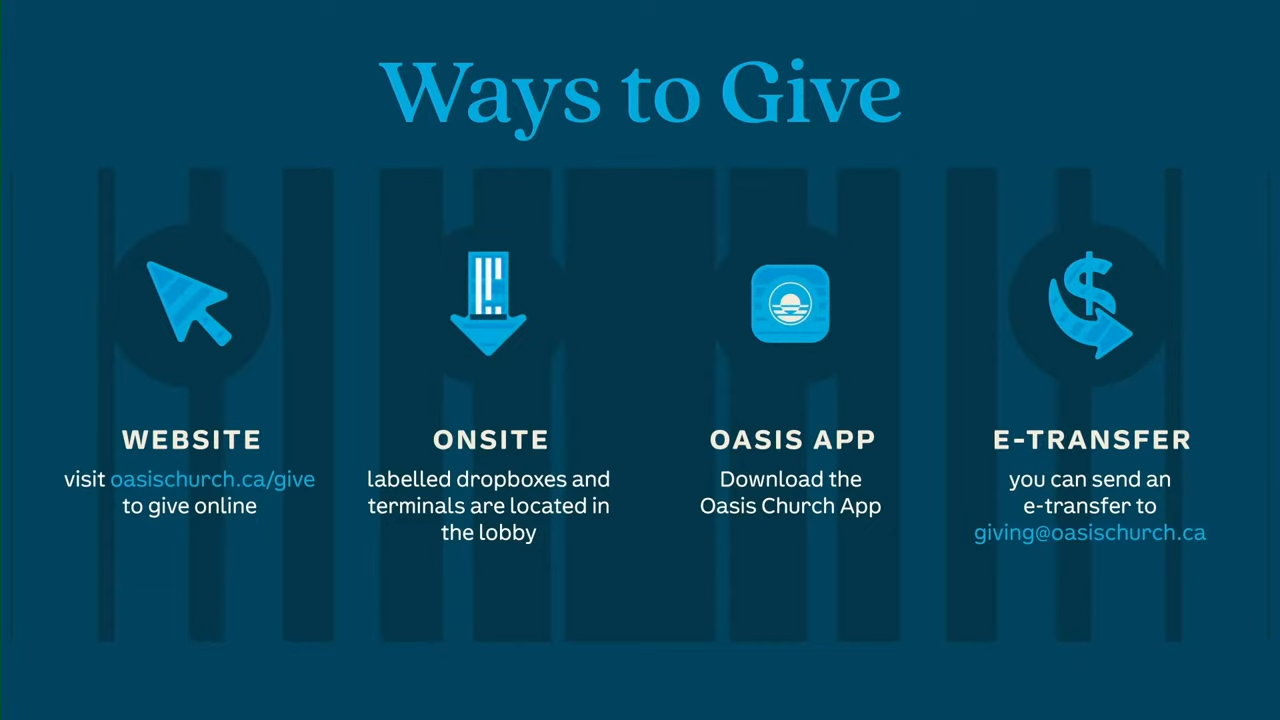 Ways to Give
WEBSITE
visit oasischurch.ca/give
to give online
ONSITE
labelled dropboxes and
terminals are located in
the lobby
OASIS APP
Download the
Oasis Church App
E-TRANSFER
you can send an
e-transfer to
giving@oasischurch.ca